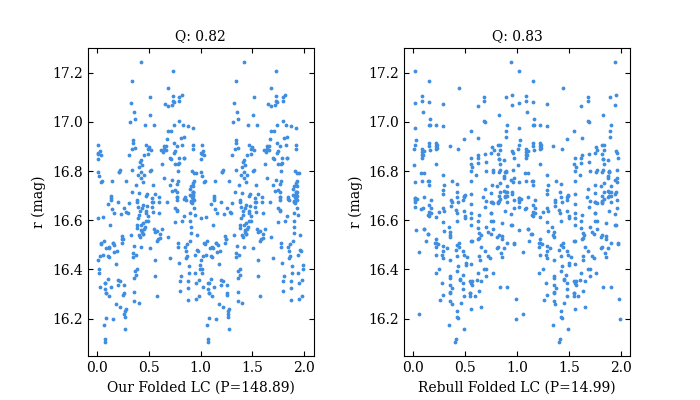 Q: 0.82
Q: 0.83
17.2
17.0
16.8
16.6
16.4
16.2
r (mag)
0.0 0.5 1.0 1.5 2.0
Our Folded LC (P=148.89)
17.2
17.0
16.8
16.6
16.4
16.2
r (mag)
0.0 0.5 1.0 1.5 2.0
Rebull Folded LC (P=14.99)